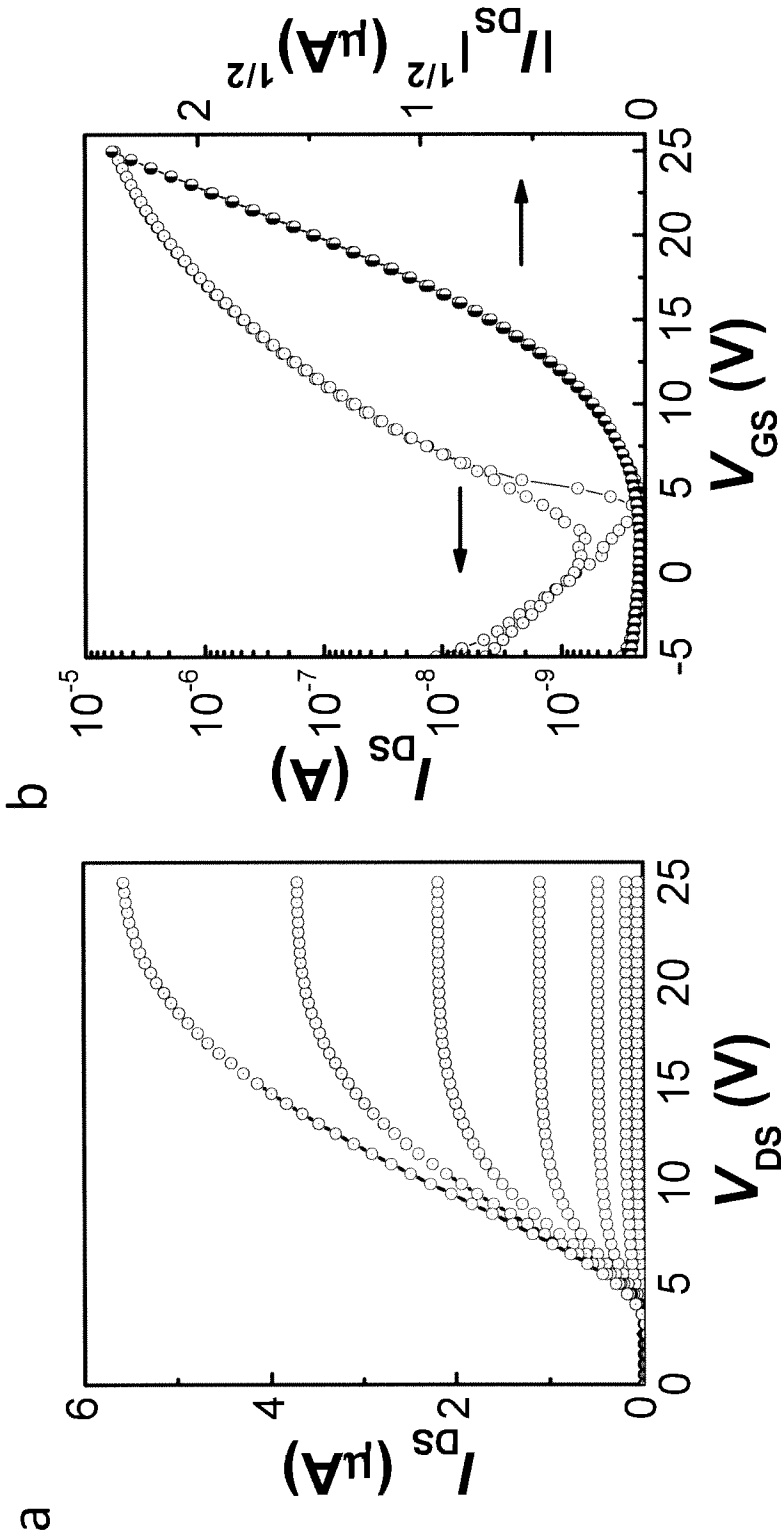 a
6
4
2
0
I_DS (µA)
0 5 10 15 20 25
V_DS (V)
b
10^-5
10^-6
10^-7
10^-8
10^-9
I_DS (A)
-5 0 5 10 15 20 25
V_GS (V)
2
1
0
|I_DS|^1/2 (µA)^1/2